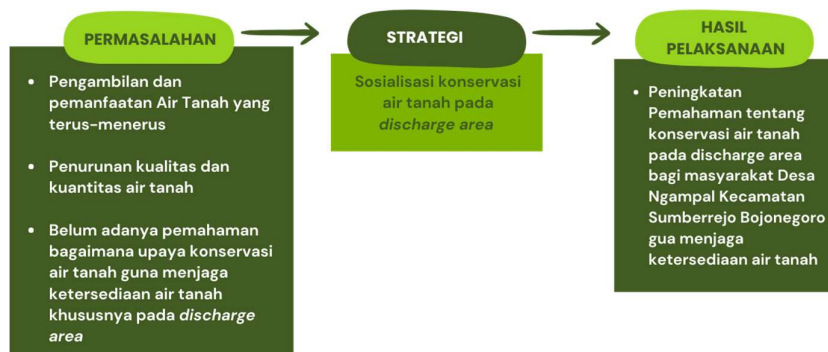 PERMASALAHAN
• Pengambilan dan
pemanfaatan Air Tanah yang
terus-menerus
• Penurunan kualitas dan
kuantitas air tanah
• Belum adanya pemahaman
bagaimana upaya konservasi
air tanah guna menjaga
ketersediaan air tanah
khususnya pada discharge
area
STRATEGI
Sosialisasi konservasi
air tanah pada
discharge area
HASIL
PELAKSANAAN
• Peningkatan
Pemahaman tentang
konservasi air tanah
pada discharge area
bagi masyarakat Desa
Ngampal Kecamatan
Sumberrejo Bojonegoro
gua menjaga
ketersediaan air tanah